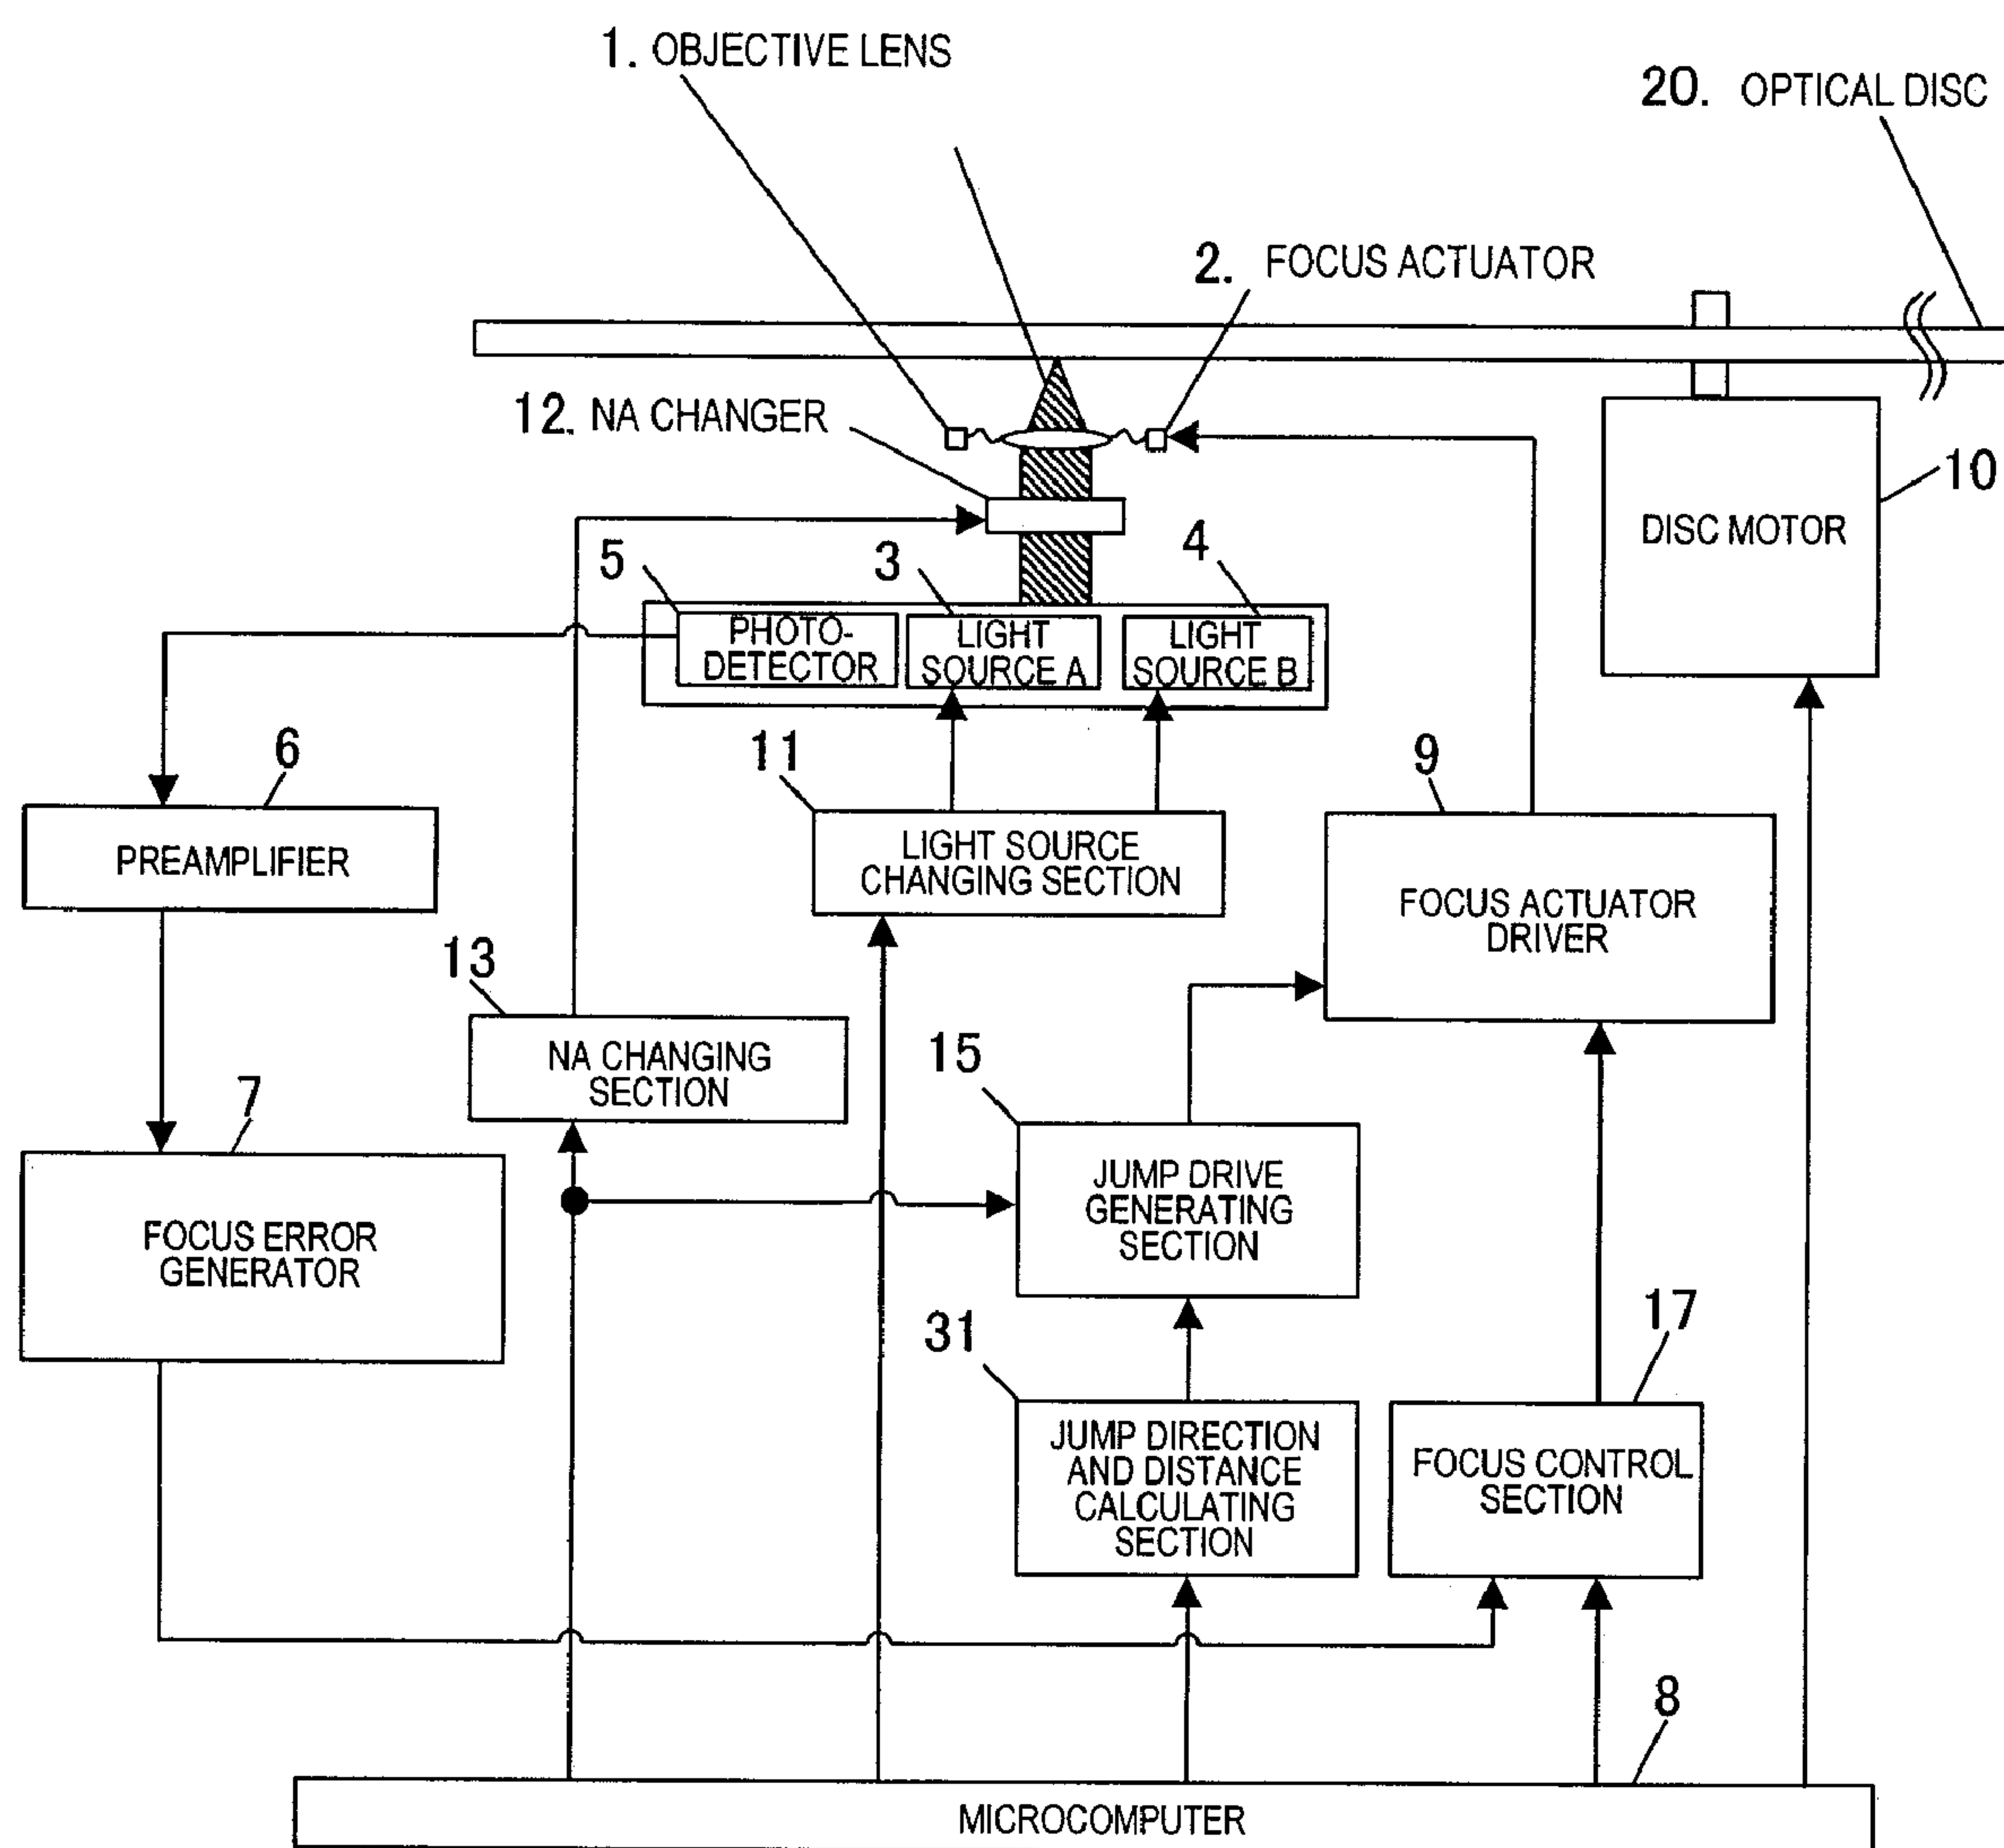 1. OBJECTIVE LENS
20. OPTICAL DISC
2. FOCUS ACTUATOR
12. NA CHANGER
10
DISC MOTOR
5
3
4
PHOTO-
DETECTOR
LIGHT
SOURCE A
LIGHT
SOURCE B
6
11
9
PREAMPLIFIER
LIGHT SOURCE
CHANGING SECTION
FOCUS ACTUATOR
DRIVER
13
NA CHANGING
SECTION
15
7
JUMP DRIVE
GENERATING
SECTION
FOCUS ERROR
GENERATOR
31
17
JUMP DIRECTION
AND DISTANCE
CALCULATING
SECTION
FOCUS CONTROL
SECTION
8
MICROCOMPUTER